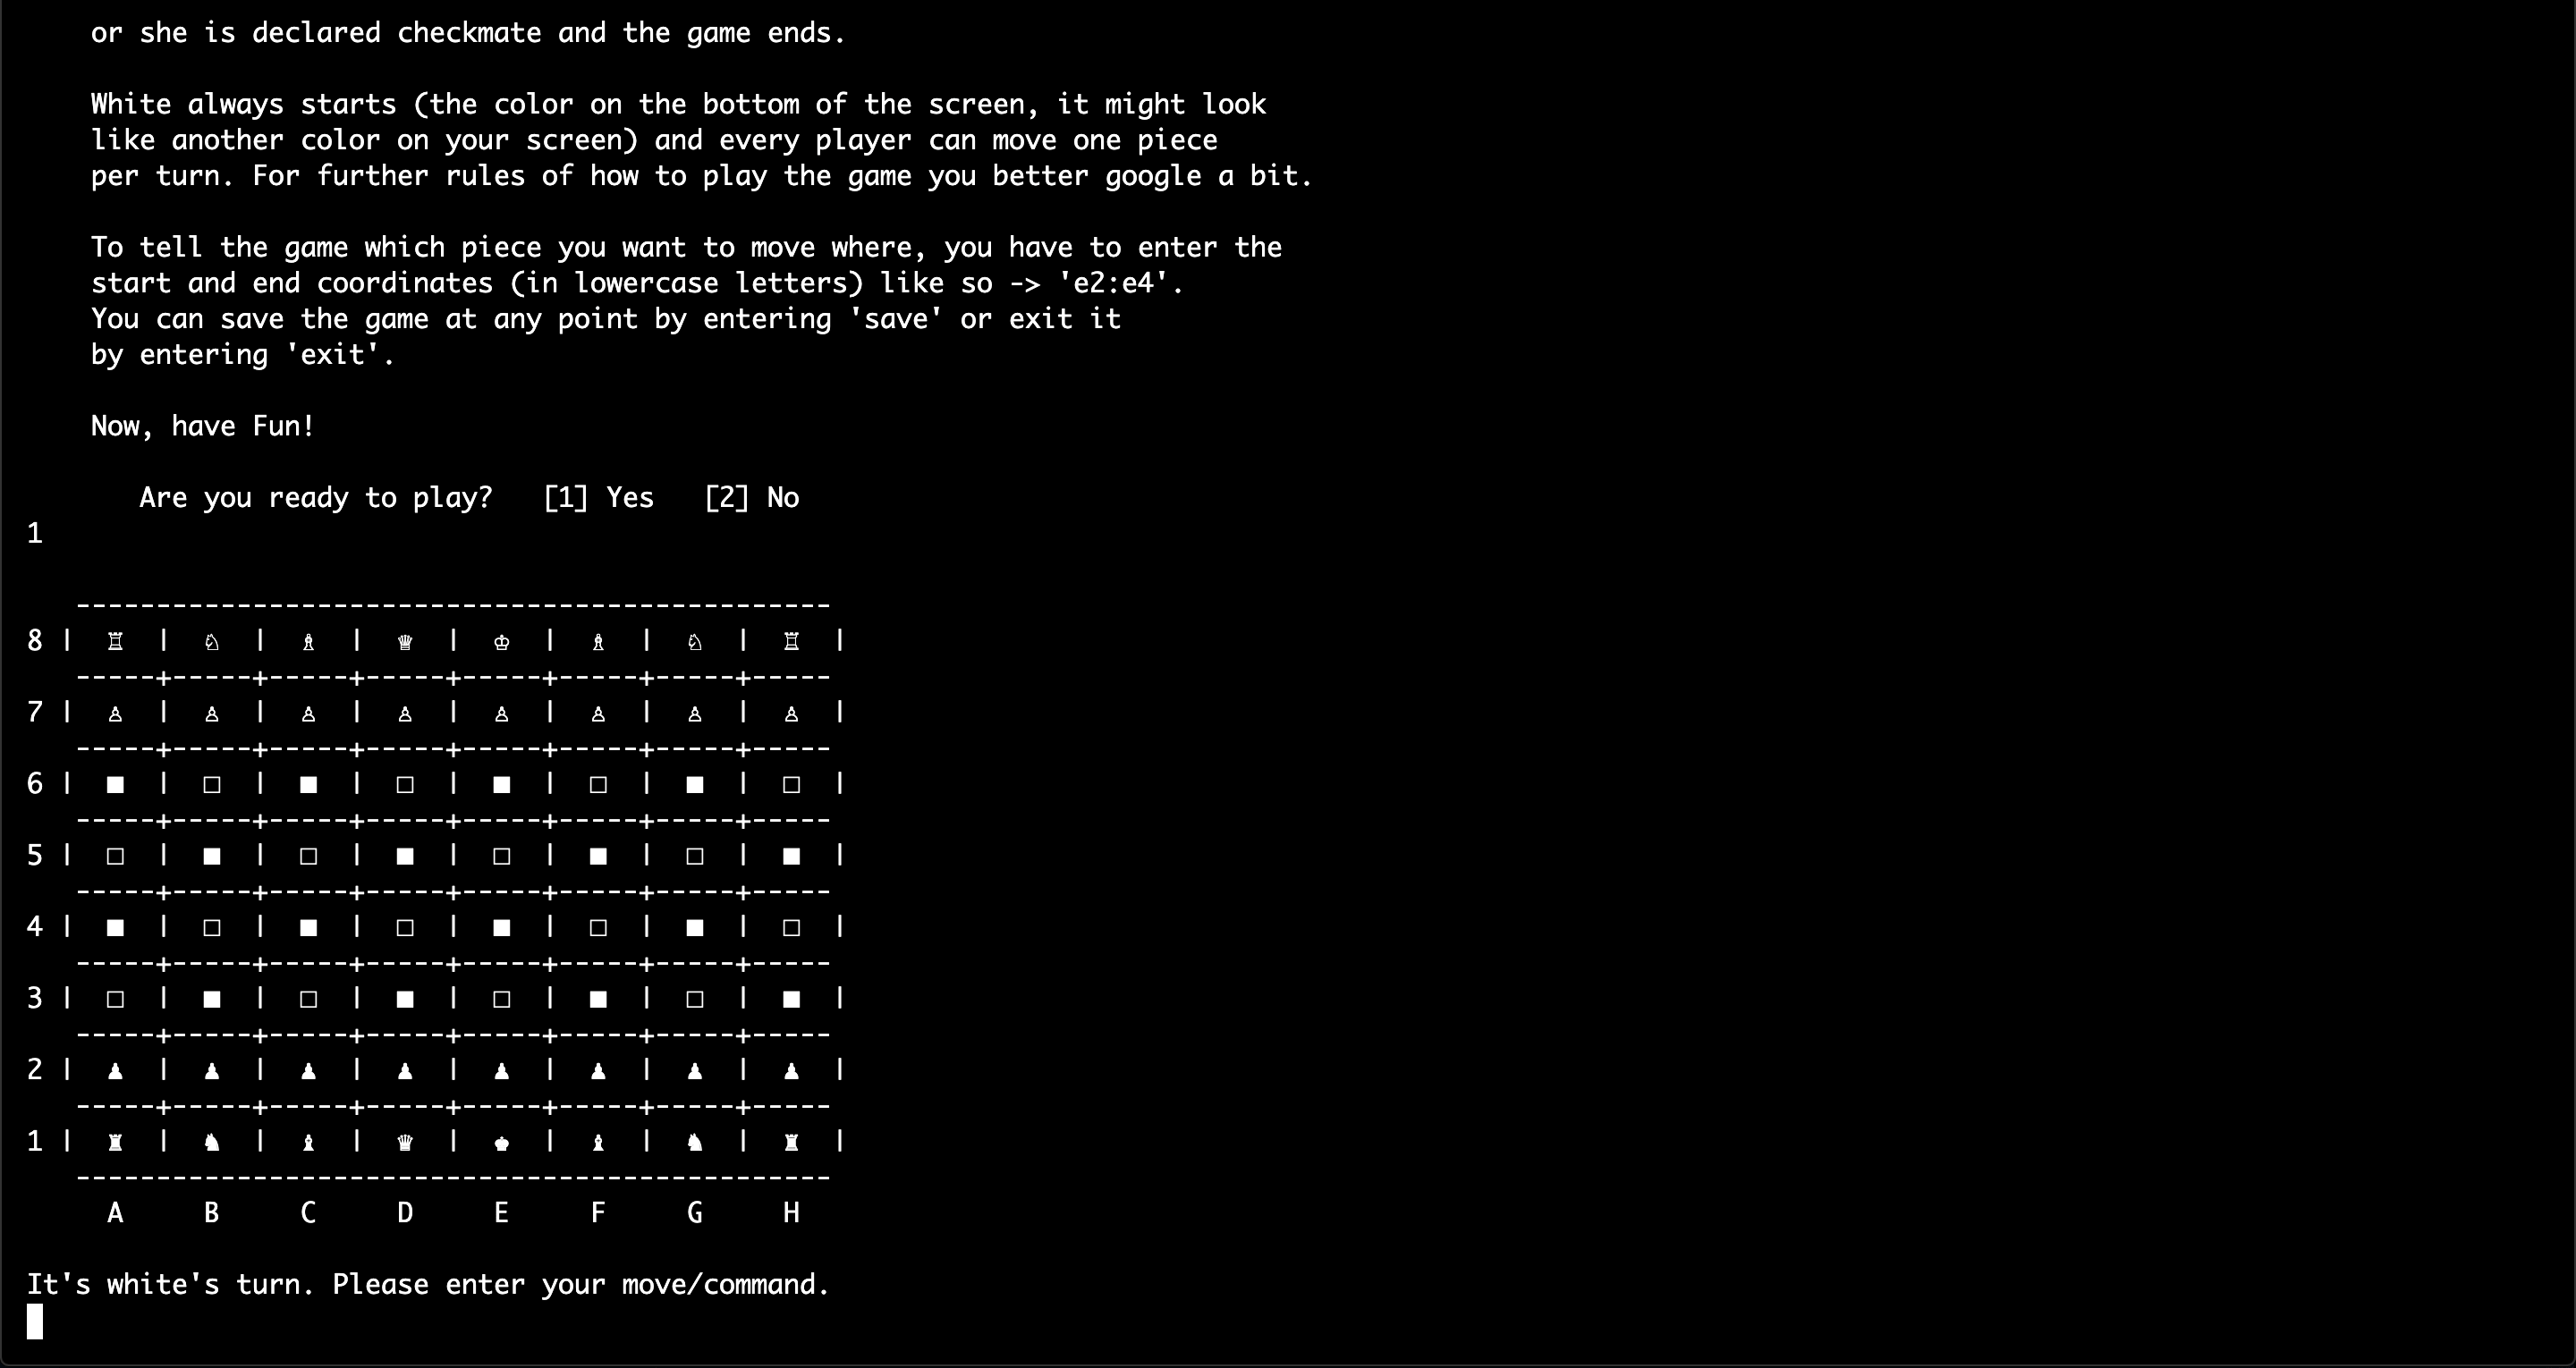 or she is declared checkmate and the game ends.
White always starts (the color on the bottom of the screen, it might look
like another color on your screen) and every player can move one piece
per turn. For further rules of how to play the game you better google a bit.
To tell the game which piece you want to move where, you have to enter the
start and end coordinates (in lowercase letters) like so -> 'e2:e4'.
You can save the game at any point by entering 'save' or exit it
by entering 'exit'.
Now, have Fun!
Are you ready to play? [1] Yes [2] No
1
-----------------------------------------------
8 | ♖ | ♘ | ♗ | ♛ | ♔ | ♗ | ♘ | ♖ |
-----+-----+-----+-----+-----+-----+-----+-----
7 | ♙ | ♙ | ♙ | ♙ | ♙ | ♙ | ♙ | ♙ |
-----+-----+-----+-----+-----+-----+-----+-----
6 | ■ | □ | ■ | □ | ■ | □ | ■ | □ |
-----+-----+-----+-----+-----+-----+-----+-----
5 | □ | ■ | □ | ■ | □ | ■ | □ | ■ |
-----+-----+-----+-----+-----+-----+-----+-----
4 | ■ | □ | ■ | □ | ■ | □ | ■ | □ |
-----+-----+-----+-----+-----+-----+-----+-----
3 | □ | ■ | □ | ■ | □ | ■ | □ | ■ |
-----+-----+-----+-----+-----+-----+-----+-----
2 | ♟ | ♟ | ♟ | ♟ | ♟ | ♟ | ♟ | ♟ |
-----+-----+-----+-----+-----+-----+-----+-----
1 | ♜ | ♞ | ♝ | ♛ | ♚ | ♝ | ♞ | ♜ |
-----------------------------------------------
A B C D E F G H
It's white's turn. Please enter your move/command.